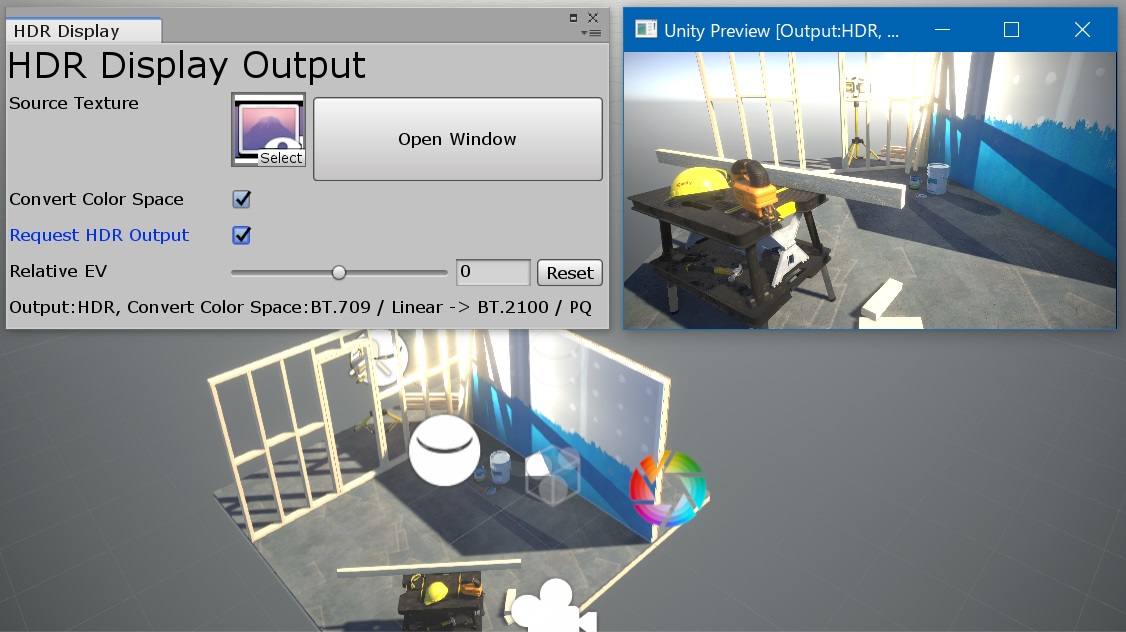 HDR Display
HDR Display Output
Source Texture
Select
Open Window
Convert Color Space
Request HDR Output
Relative EV
0
Reset
Output:HDR, Convert Color Space:BT.709 / Linear -> BT.2100 / PQ
Unity Preview [Output:HDR, ...